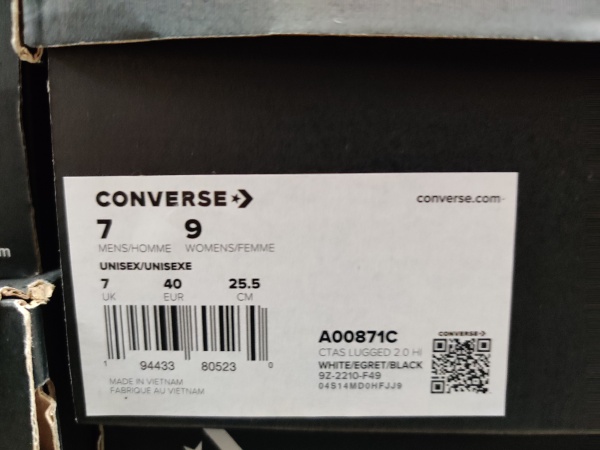 CONVERSE
converse.com
7 9
MENS/HOMME WOMENS/FEMME
UNISEX/UNISEXE
7 40 25.5
UK EUR CM
1 94433 80523 0
MADE IN VIETNAM
FABRIQUE AU VIETNAM
A00871C
CTAS LUGGED 2.0 HI
WHITE/EGRET/BLACK
9Z-2210-F49
04S14MD0HFJJ9
CONVERSE
m